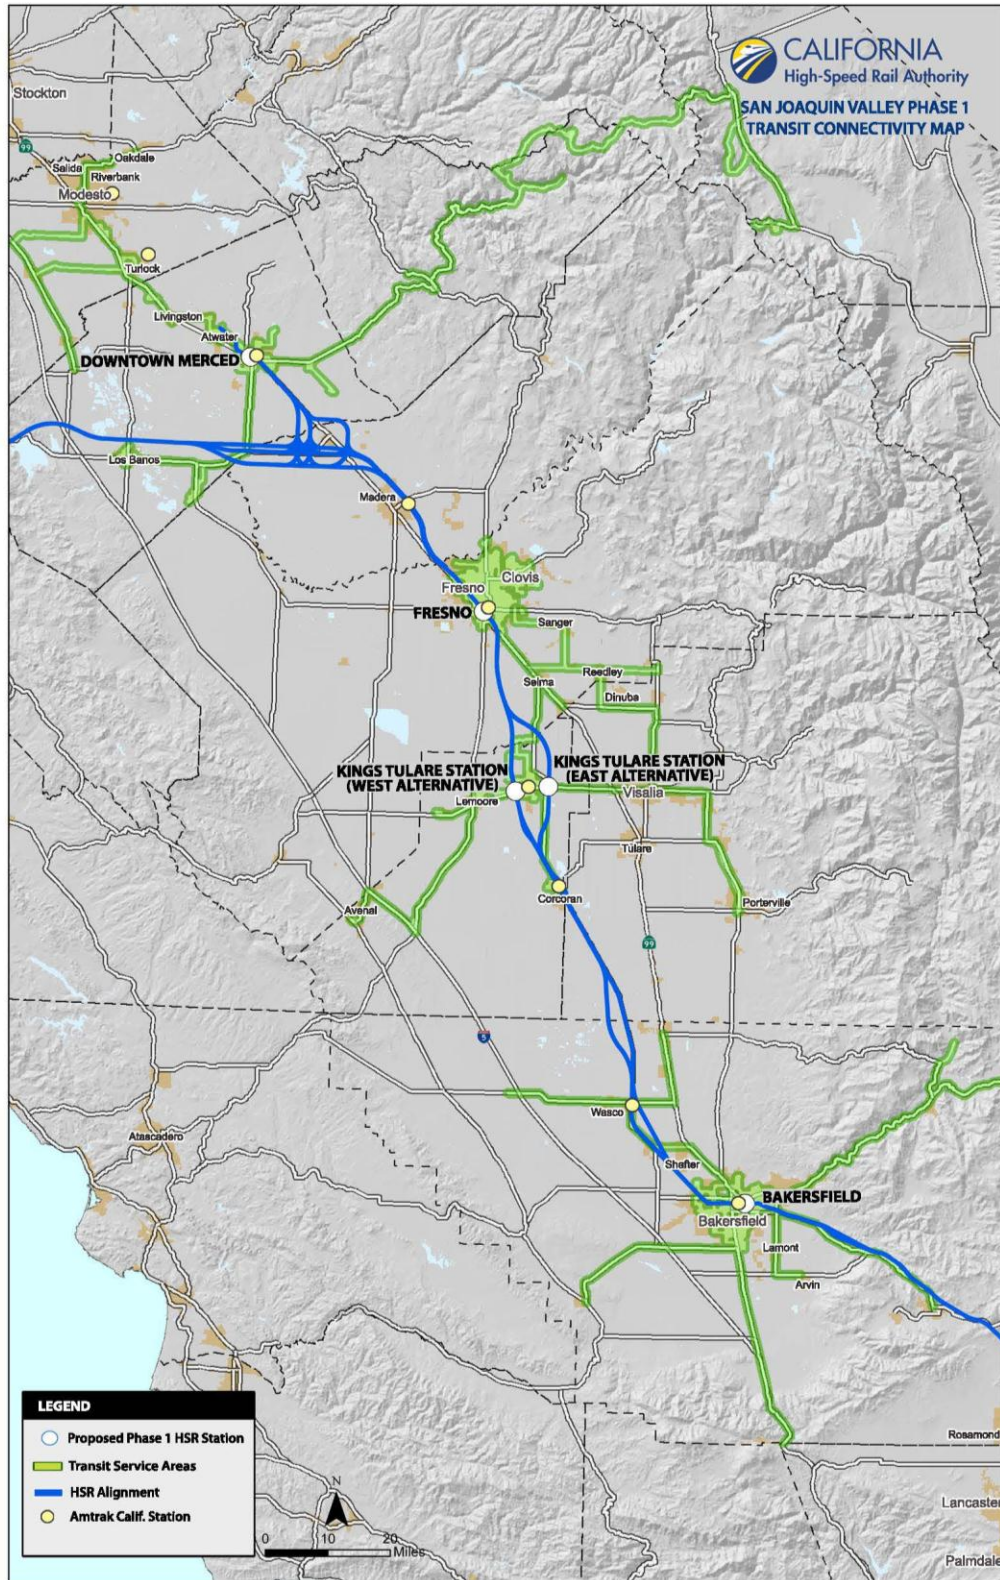 CALIFORNIA
High-Speed Rail Authority
SAN JOAQUIN VALLEY PHASE 1
TRANSIT CONNECTIVITY MAP
Stockton
99
Oakdale
Salida
Riverbank
Modesto
Turlock
Livingston
Atwater
DOWNTOWN MERCED
Los Banos
Madera
Clovis
Fresno
FRESNO
Sanger
Reedley
Selma
Dinuba
KINGS TULARE STATION
(WEST ALTERNATIVE)
KINGS TULARE STATION
(EAST ALTERNATIVE)
Lemoore
Visalia
Tulare
Corcoran
Porterville
Avenal
99
5
Wasco
Atascadero
Shafter
BAKERSFIELD
Bakersfield
Lamont
Arvin
Rosamond
Lancaster
Palmdale
LEGEND
Proposed Phase 1 HSR Station
Transit Service Areas
HSR Alignment
Amtrak Calif. Station
N
0 10 20
Miles